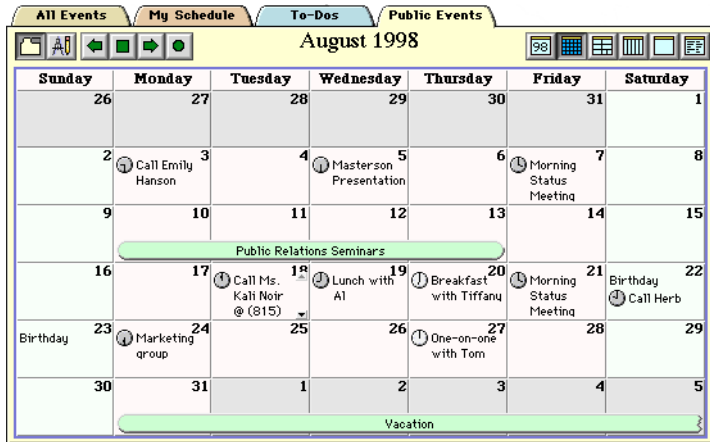 All Events My Schedule To-Dos Public Events
August 1998
98
Sunday Monday Tuesday Wednesday Thursday Friday Saturday
26 27 28 29 30 31 1
2 3 4 5 6 7 8
Call Emily Masterson Morning
Hanson Presentation Status
Meeting
9 10 11 12 13 14 15
Public Relations Seminars
16 17 18 19 20 21 22
Call Ms. Lunch with Breakfast Morning Birthday
Kali Noir Al with Tiffany Status Call Herb
@ (815) Meeting
23 24 25 26 27 28 29
Birthday Marketing One-on-one
group with Tom
30 31 1 2 3 4 5
Vacation